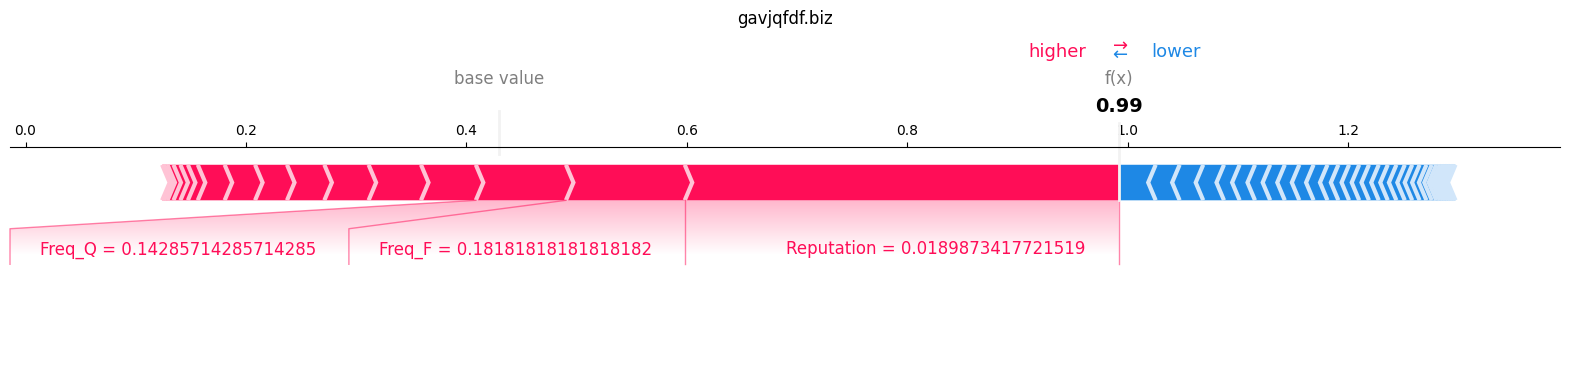 gavjqfdf.biz
higher ⇄ lower
base value f(x)
0.99
0.0 0.2 0.4 0.6 0.8 1.0 1.2
Freq_Q = 0.14285714285714285 Freq_F = 0.18181818181818182 Reputation = 0.0189873417721519